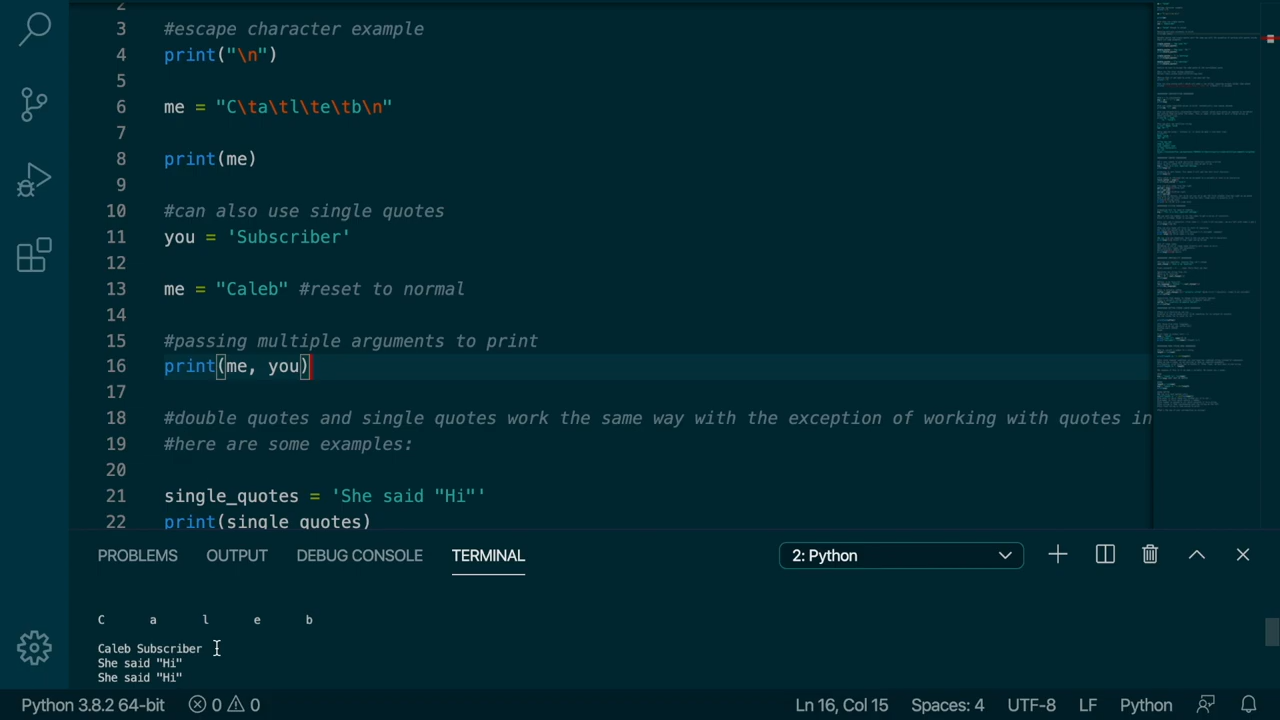 2
3 #escape character example
4 print("\n")
5
6 me = "C\ta\tl\te\tb\n"
7
8 print(me)
9
10 #can also use single quotes
11 you = 'Subscriber'
12
13 me = "Caleb" #reset to normal
14
15 #passing multiple arguments to print
16 print(me, you)
17
18 #double quotes and single quotes work the same way with the exception of working with quotes in
19 #here are some examples:
20
21 single_quotes = 'She said "Hi"'
22 print(single_quotes)
PROBLEMS OUTPUT DEBUG CONSOLE TERMINAL 2: Python
C a l e b
Caleb Subscriber
She said "Hi"
She said "Hi"
Python 3.8.2 64-bit 0 0 Ln 16, Col 15 Spaces: 4 UTF-8 LF Python